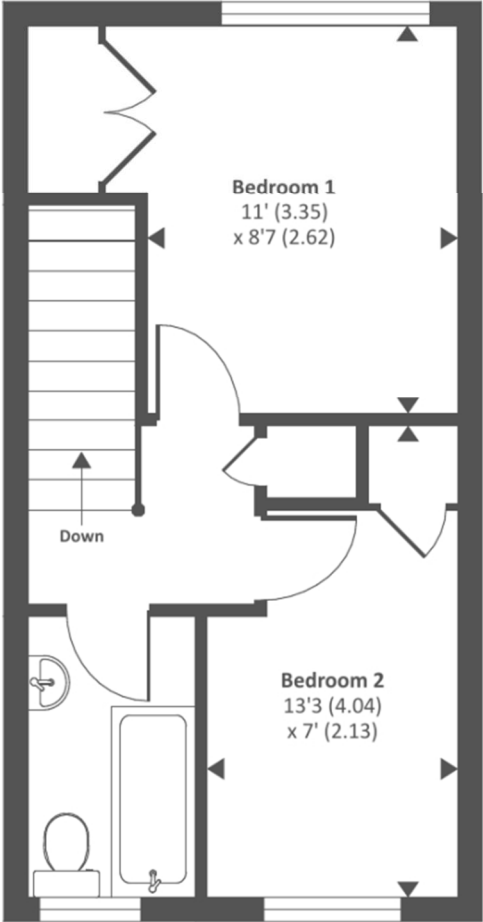 Bedroom 1
11' (3.35)
x 8'7 (2.62)
Down
Bedroom 2
13'3 (4.04)
x 7' (2.13)